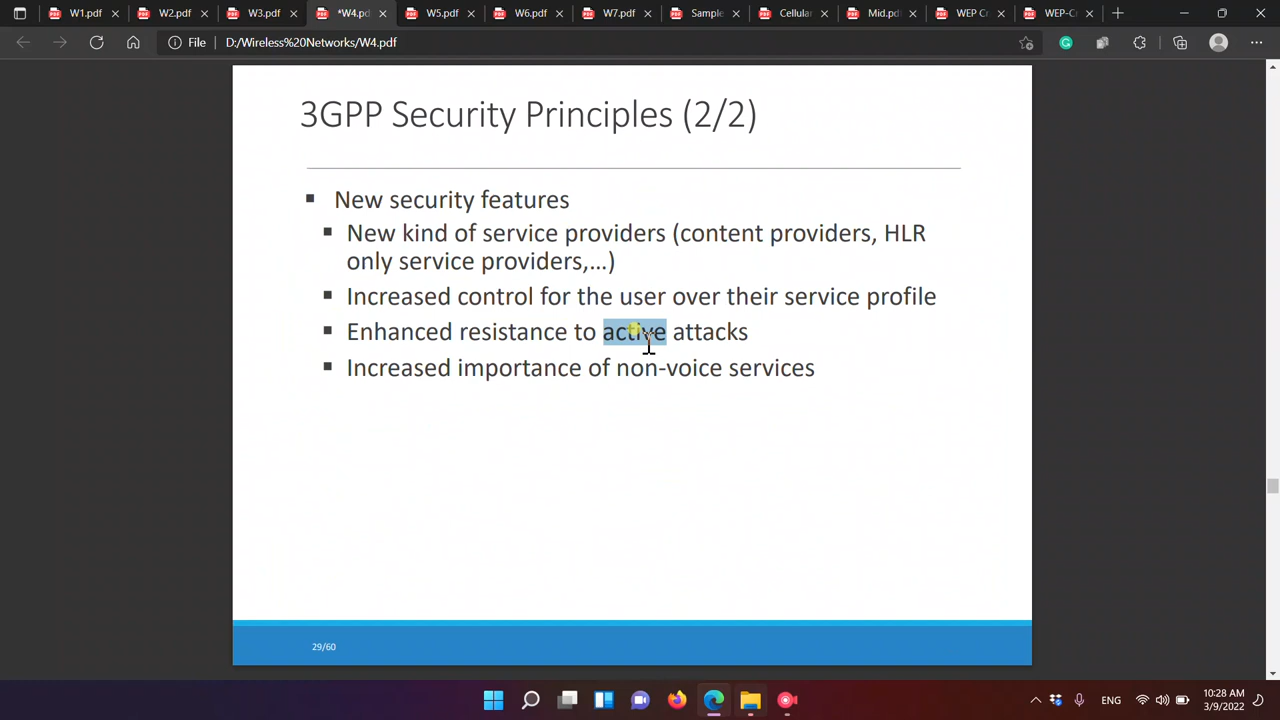 W1.pdf
W2.pdf
W3.pdf
*W4.pd
W5.pdf
W6.pdf
W7.pdf
Sample
Cellular
Mid.pdf
WEP C
WEP-C
File D:/Wireless%20Networks/W4.pdf
3GPP Security Principles (2/2)
New security features
New kind of service providers (content providers, HLR
only service providers,...)
Increased control for the user over their service profile
Enhanced resistance to active attacks
Increased importance of non-voice services
29/60
ENG
10:28 AM
3/9/2022